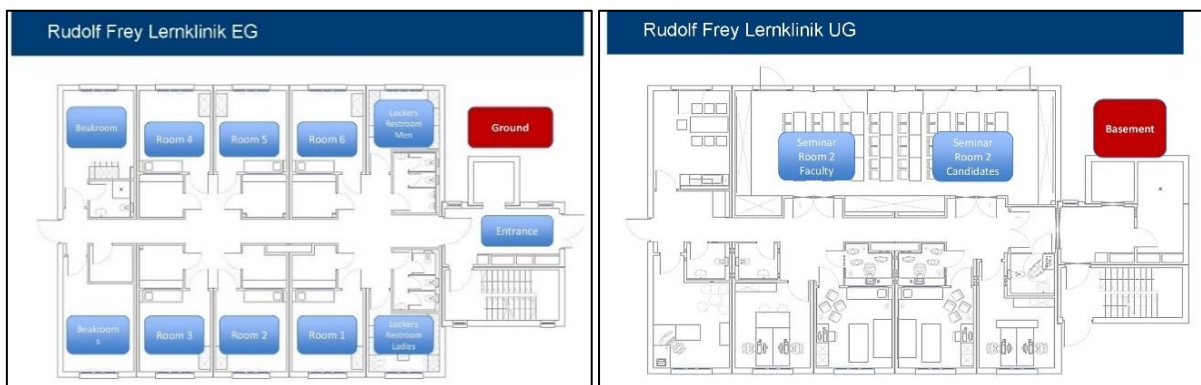 Rudolf Frey Lernklinik EG
Beakroom
Room 4
Room 5
Room 6
Lockers
Restroom
Men
Ground
Entrance
Beakroom
s
Room 3
Room 2
Room 1
Lockers
Restroom
Ladies
Rudolf Frey Lernklinik UG
Seminar
Room 2
Faculty
Seminar
Room 2
Candidates
Basement